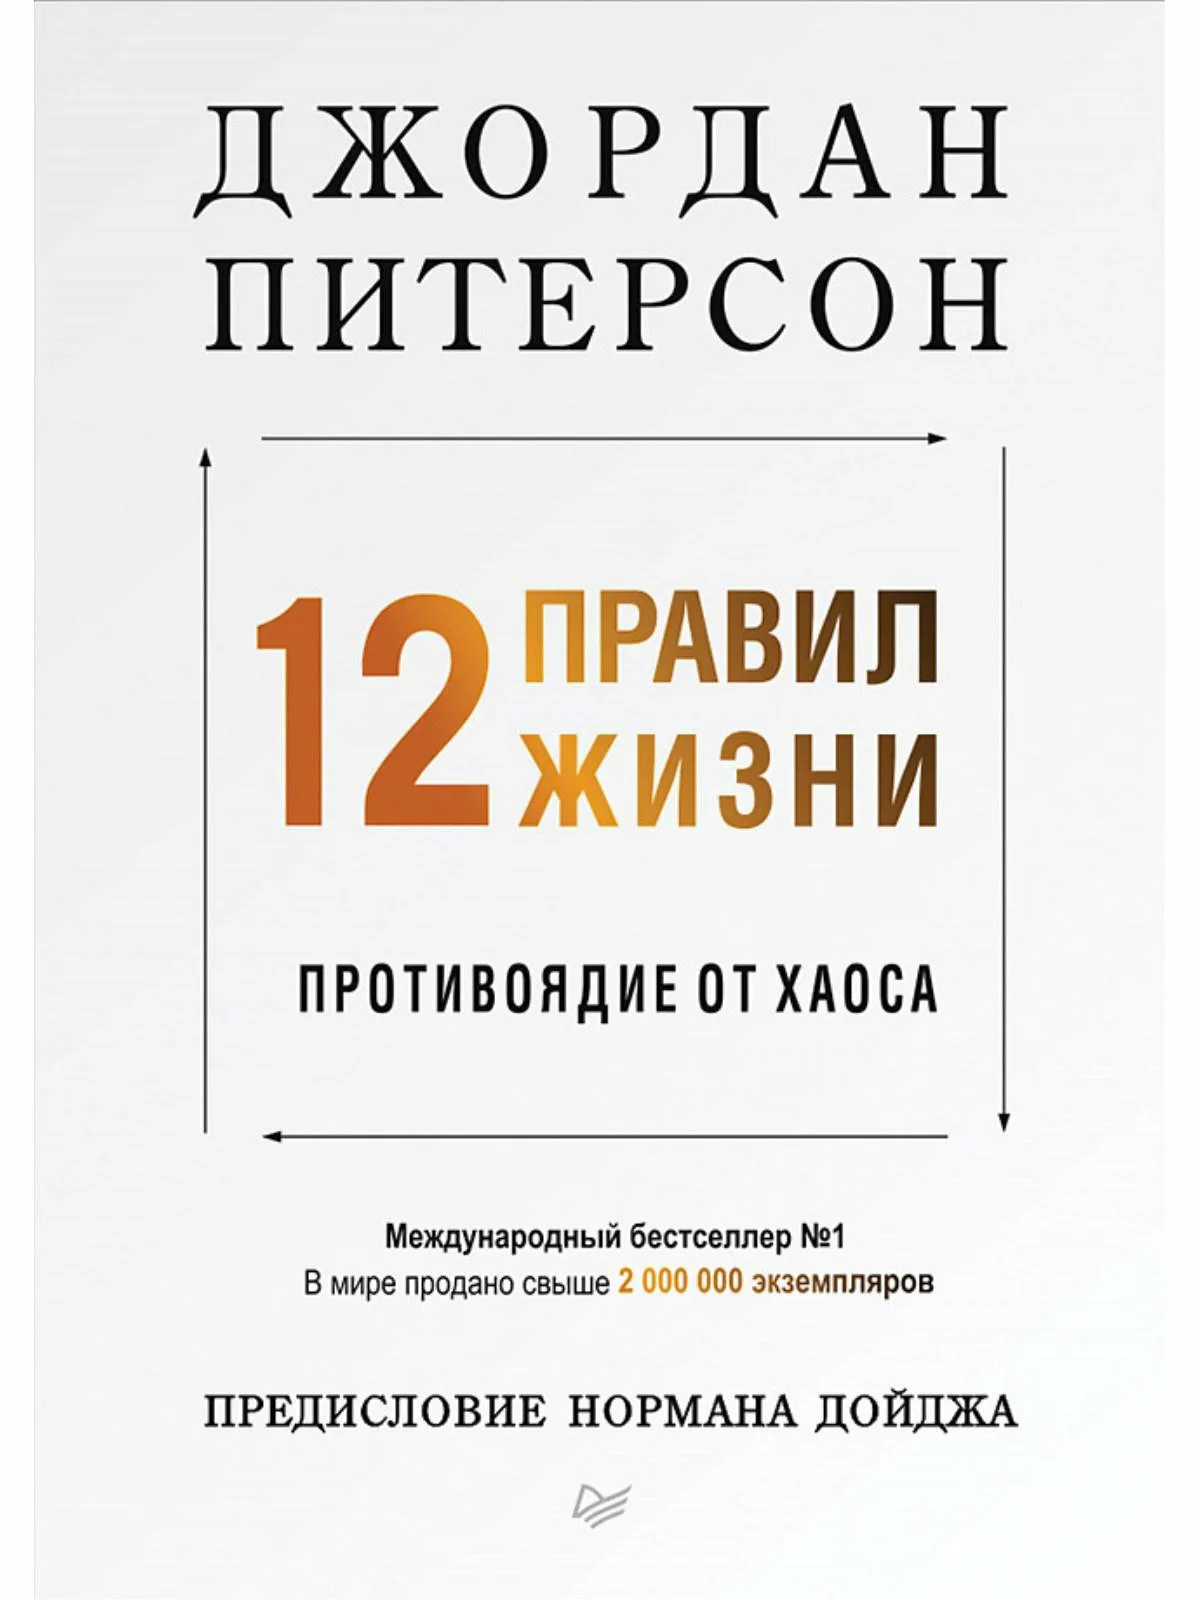 ДЖОРДАН
ПИТЕРСОН
12 ПРАВИЛ
ЖИЗНИ
ПРОТИВОЯДИЕ ОТ ХАОСА
Международный бестселлер №1
В мире продано свыше 2 000 000 экземпляров
ПРЕДИСЛОВИЕ НОРМАНА ДОЙДЖА